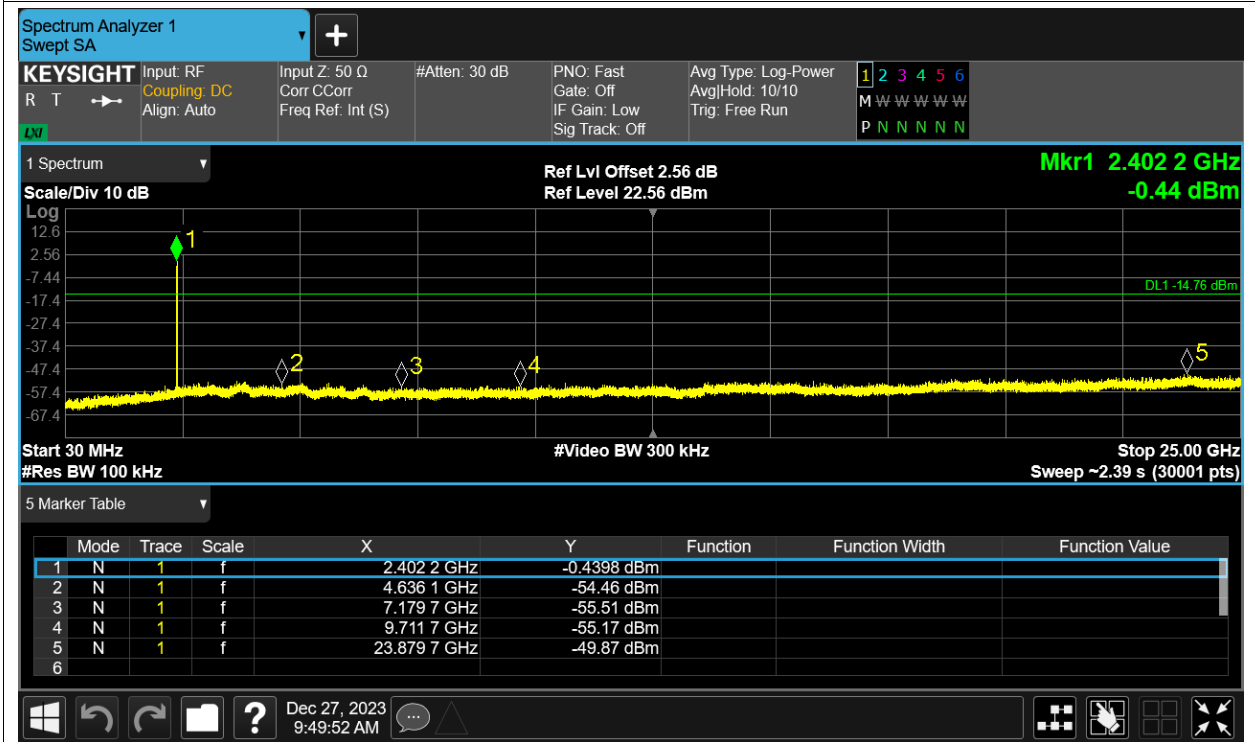 Spectrum Analyzer 1
Swept SA
KEYSIGHT
R T
LXI
Input: RF
Coupling: DC
Align: Auto
Input Z: 50 Ω
Corr CCorr
Freq Ref: Int (S)
#Atten: 30 dB
PNO: Fast
Gate: Off
IF Gain: Low
Sig Track: Off
Avg Type: Log-Power
Avg|Hold: 10/10
Trig: Free Run
1 2 3 4 5 6
M W W W W W
P N N N N N
1 Spectrum
Scale/Div 10 dB
Ref Lvl Offset 2.56 dB
Ref Level 22.56 dBm
Mkr1 2.402 2 GHz
-0.44 dBm
Log
12.6
2.56
-7.44
-17.4
-27.4
-37.4
-47.4
-57.4
-67.4
1
2
3
4
5
DL1 -14.76 dBm
Start 30 MHz
#Video BW 300 kHz
Stop 25.00 GHz
#Res BW 100 kHz
Sweep ~2.39 s (30001 pts)
5 Marker Table
Mode Trace Scale X Y Function Function Width Function Value
1 N 1 f 2.402 2 GHz -0.4398 dBm
2 N 1 f 4.636 1 GHz -54.46 dBm
3 N 1 f 7.179 7 GHz -55.51 dBm
4 N 1 f 9.711 7 GHz -55.17 dBm
5 N 1 f 23.879 7 GHz -49.87 dBm
6
?
Dec 27, 2023
9:49:52 AM